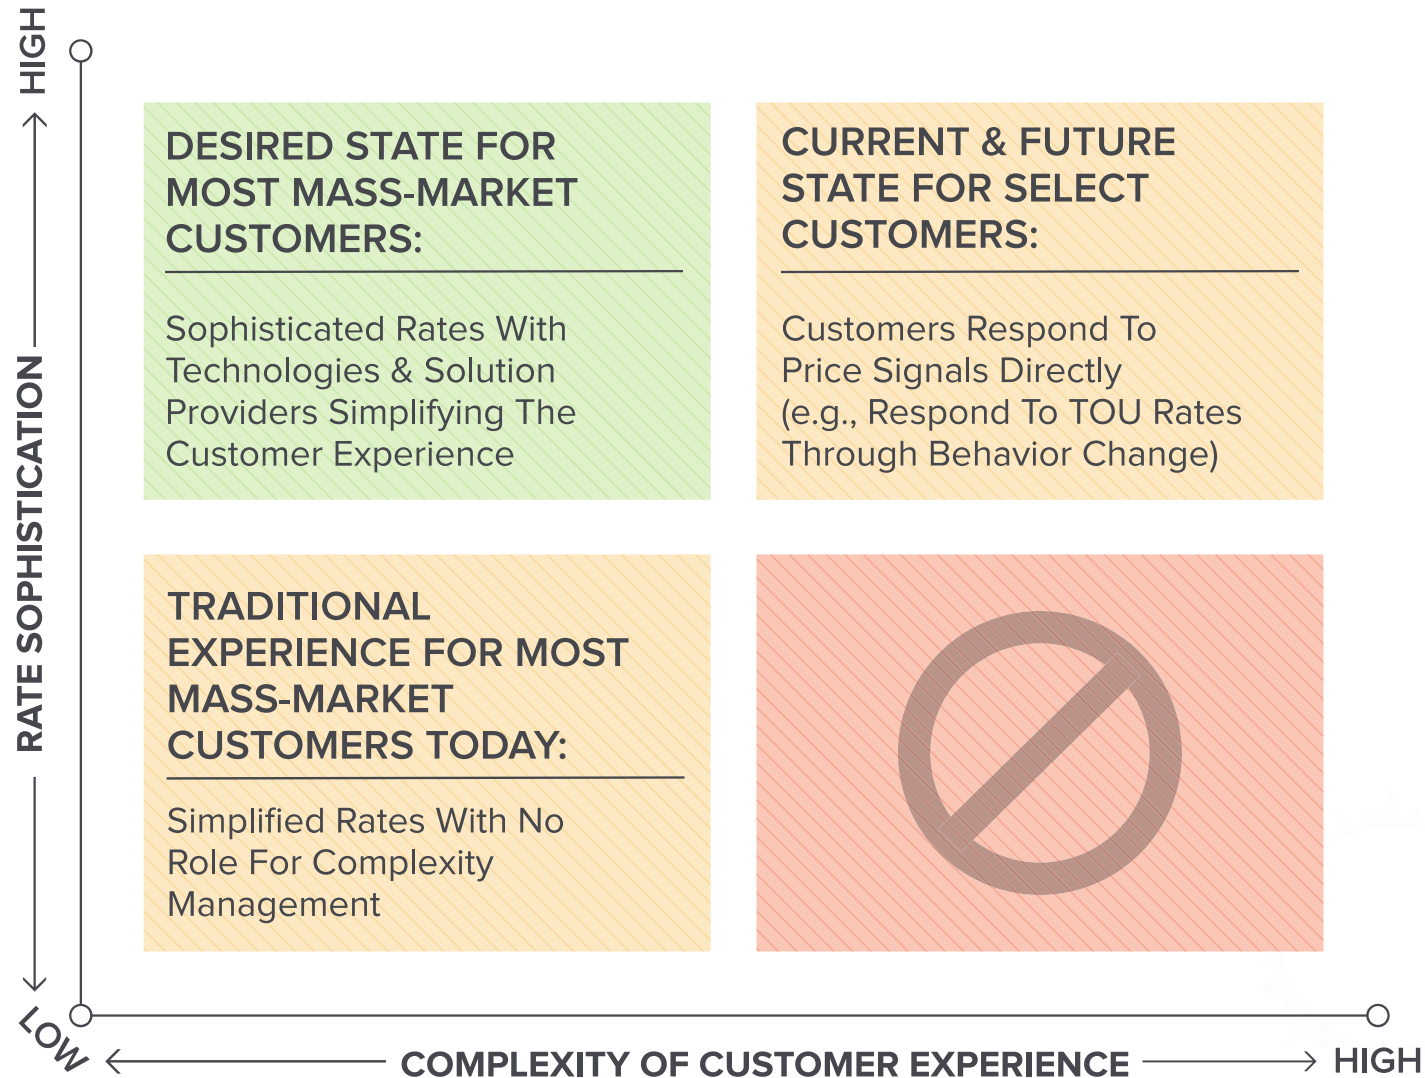 HIGH
RATE SOPHISTICATION
LOW
DESIRED STATE FOR
MOST MASS-MARKET
CUSTOMERS:
Sophisticated Rates With
Technologies & Solution
Providers Simplifying The
Customer Experience
CURRENT & FUTURE
STATE FOR SELECT
CUSTOMERS:
Customers Respond To
Price Signals Directly
(e.g., Respond To TOU Rates
Through Behavior Change)
TRADITIONAL
EXPERIENCE FOR MOST
MASS-MARKET
CUSTOMERS TODAY:
Simplified Rates With No
Role For Complexity
Management
COMPLEXITY OF CUSTOMER EXPERIENCE
HIGH